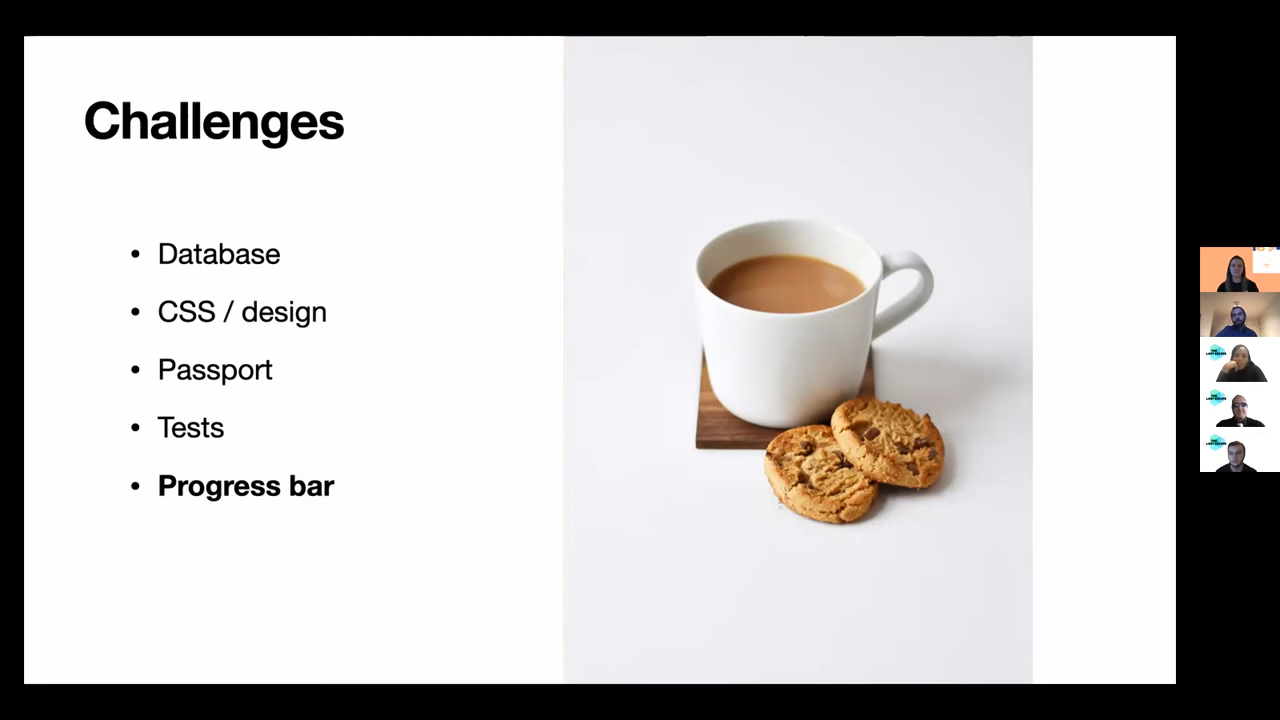 Challenges
• Database
• CSS / design
• Passport
• Tests
• Progress bar